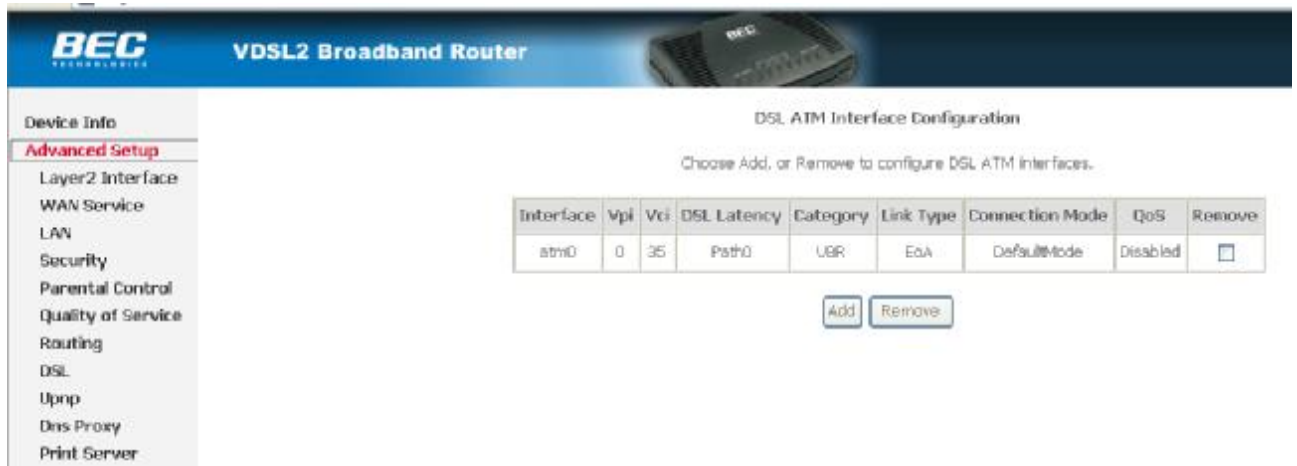 BEC
TECHNOLOGIES
VDSL2 Broadband Router
BEC
Device Info
Advanced Setup
Layer2 Interface
WAN Service
LAN
Security
Parental Control
Quality of Service
Routing
DSL
Upnp
Dns Proxy
Print Server
DSL ATM Interface Configuration
Choose Add, or Remove to configure DSL ATM interfaces.
Interface Vpi Vci DSL Latency Category Link Type Connection Mode QoS Remove
atm0 0 35 Path0 UBR EoA DefaultMode Disabled
Add Remove